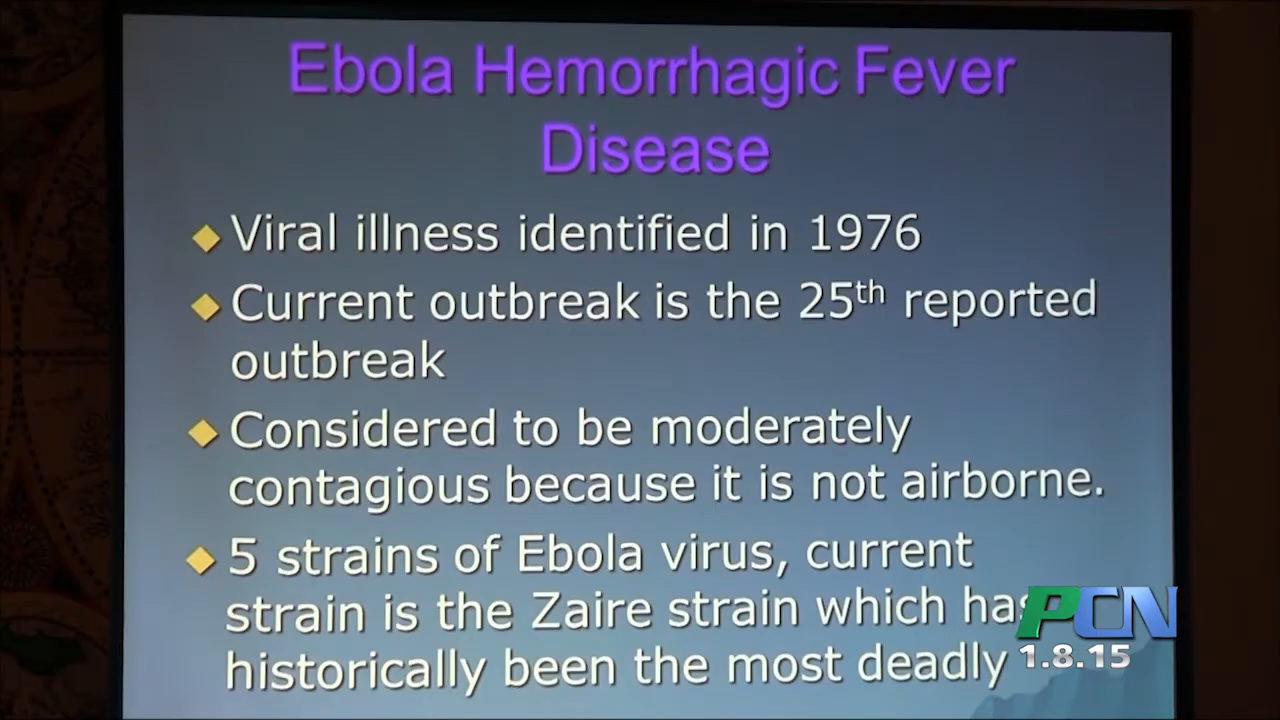 Ebola Hemorrhagic Fever
Disease
Viral illness identified in 1976
Current outbreak is the 25th reported
outbreak
Considered to be moderately
contagious because it is not airborne.
5 strains of Ebola virus, current
strain is the Zaire strain which has
historically been the most deadly
PCN
1.8.15